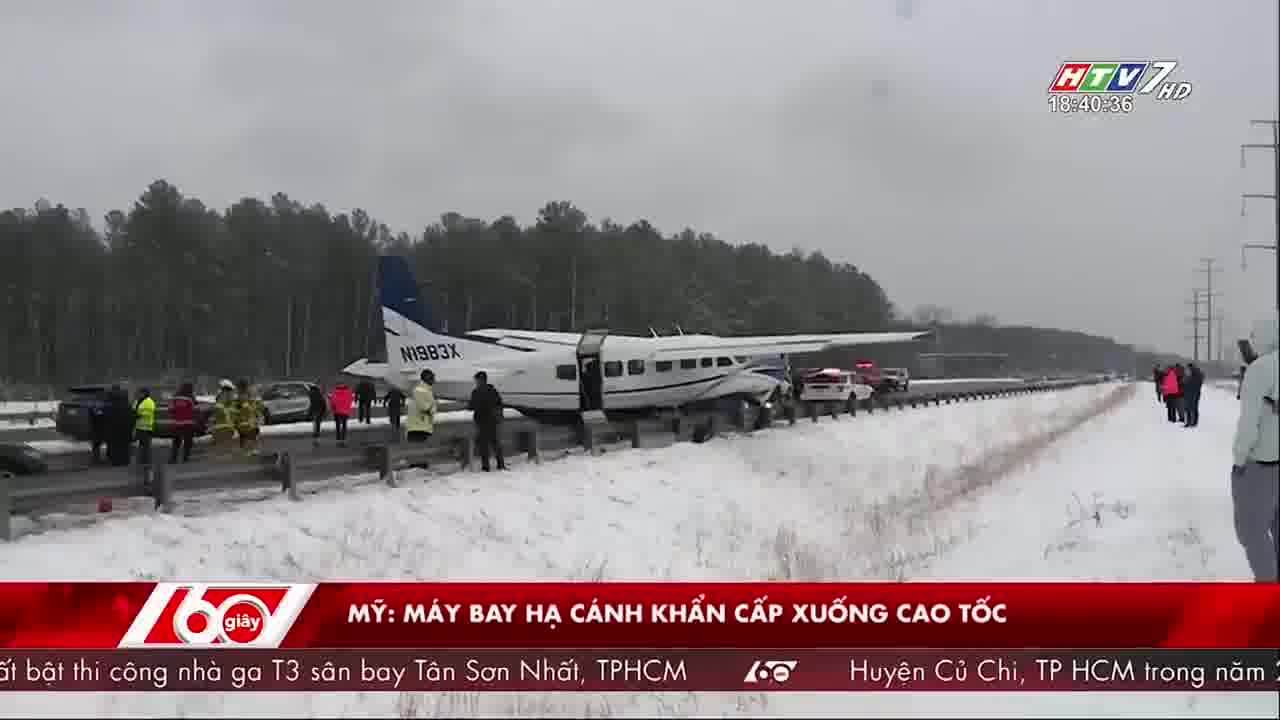 HTV7 HD
18:40:36
N1983X
60 giây
MỸ: MÁY BAY HẠ CÁNH KHẨN CẤP XUỐNG CAO TỐC
ất bật thi công nhà ga T3 sân bay Tân Sơn Nhất, TPHCM 60 Huyện Củ Chi, TP HCM trong năm